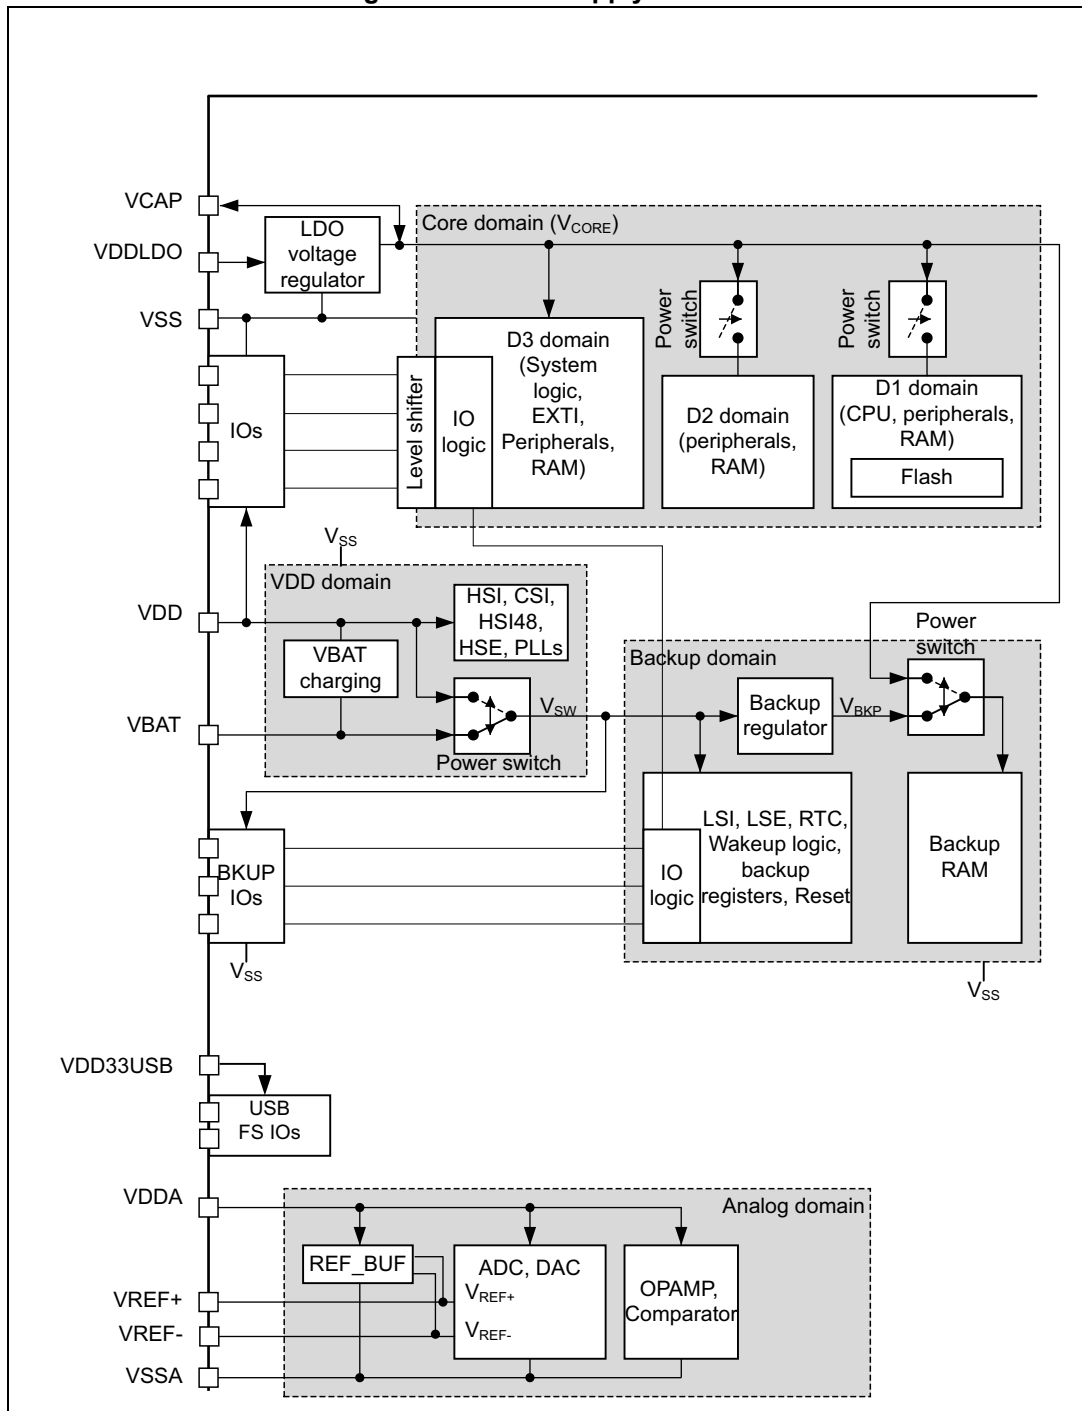 VCAP
VDDLDO
VSS
LDO
voltage
regulator
Core domain (VCORE)
Power
switch
Power
switch
D3 domain
(System
logic,
EXTI,
Peripherals,
RAM)
D2 domain
(peripherals,
RAM)
D1 domain
(CPU, peripherals,
RAM)
Flash
IOs
Level shifter
IO
logic
VSS
VDD domain
VDD
HSI, CSI,
HSI48,
HSE, PLLs
VBAT
charging
VBAT
VSW
Power switch
Backup domain
Power
switch
Backup
regulator
VBKP
LSI, LSE, RTC,
Wakeup logic,
backup
registers, Reset
IO
logic
Backup
RAM
BKUP
IOs
VSS
VSS
VDD33USB
USB
FS IOs
VDDA
Analog domain
REF_BUF
ADC, DAC
VREF+
VREF-
OPAMP,
Comparator
VREF+
VREF-
VSSA